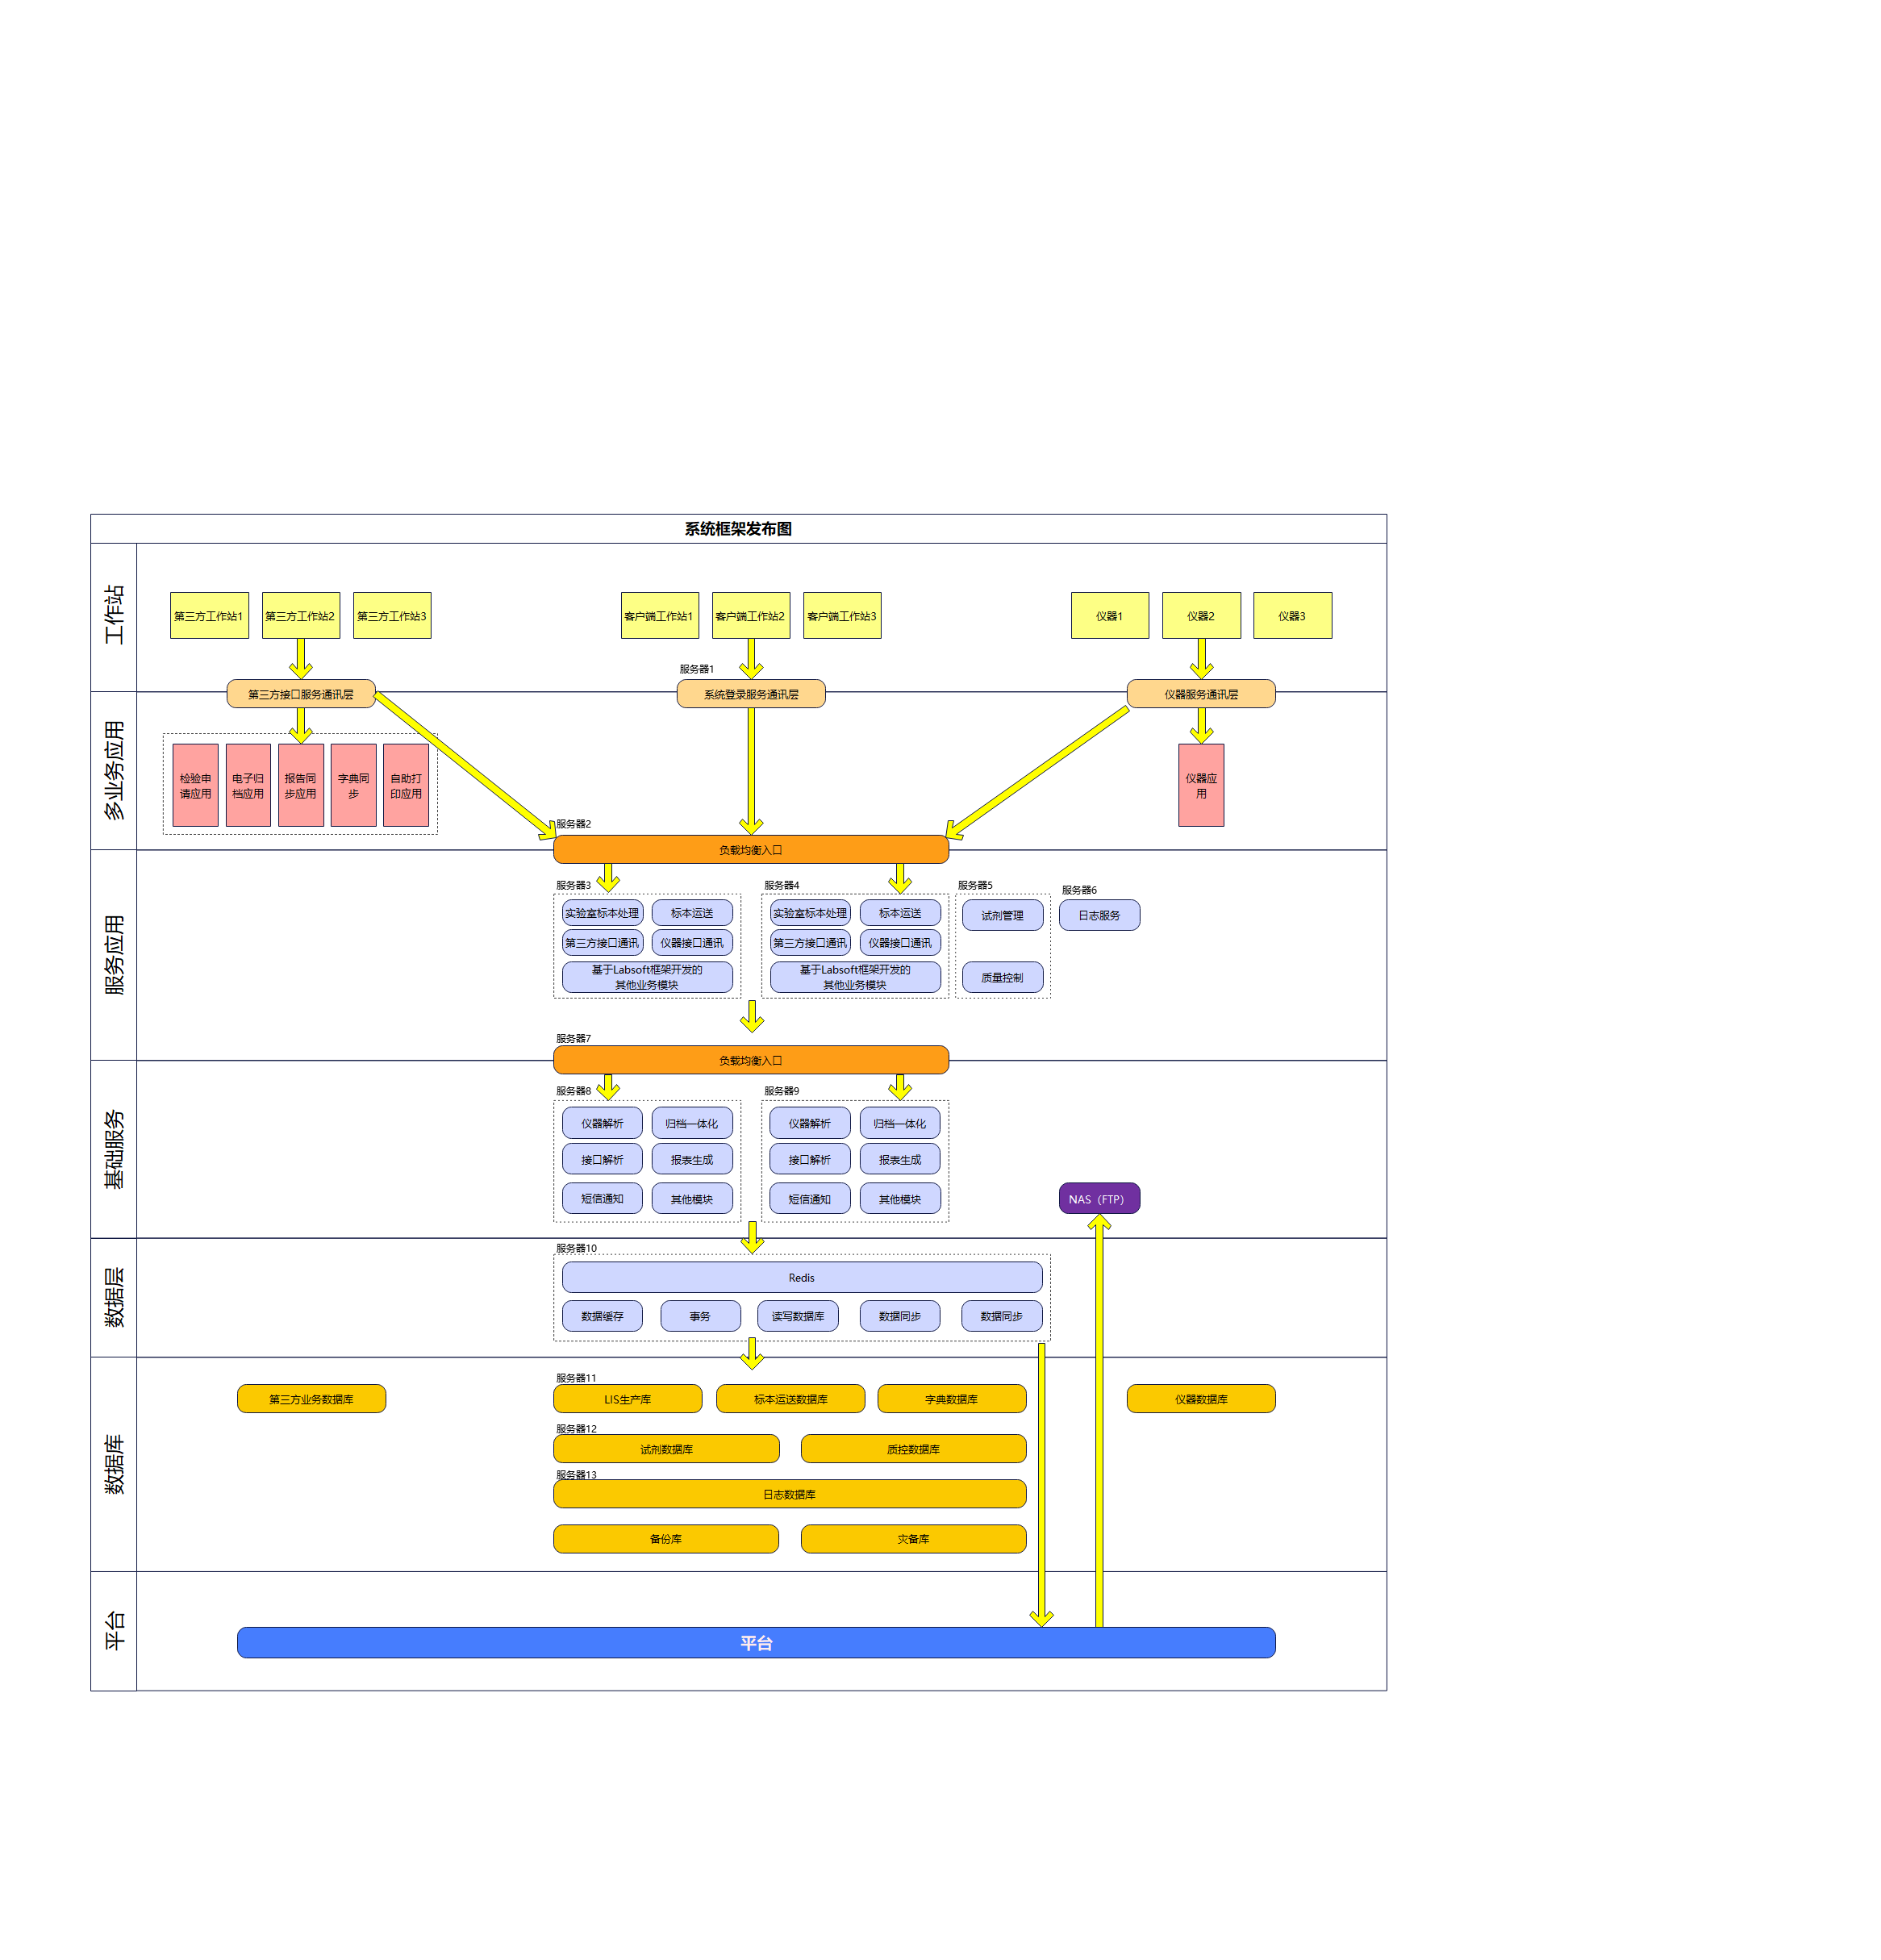 系统框架发布图
工作站
第三方工作站1
第三方工作站2
第三方工作站3
客户端工作站1
客户端工作站2
客户端工作站3
仪器1
仪器2
仪器3
服务器1
第三方接口服务通讯层
系统登录服务通讯层
仪器服务通讯层
多业务应用
检验申
请应用
电子归
档应用
报告同
步应用
字典同
步
自助打
印应用
仪器应
用
服务器2
负载均衡入口
服务应用
服务器3
实验室标本处理
标本运送
第三方接口通讯
仪器接口通讯
基于Labsoft框架开发的
其他业务模块
服务器4
实验室标本处理
标本运送
第三方接口通讯
仪器接口通讯
基于Labsoft框架开发的
其他业务模块
服务器5
试剂管理
质量控制
服务器6
日志服务
服务器7
负载均衡入口
基础服务
服务器8
仪器解析
归档一体化
接口解析
报表生成
短信通知
其他模块
服务器9
仪器解析
归档一体化
接口解析
报表生成
短信通知
其他模块
NAS（FTP）
数据层
服务器10
Redis
数据缓存
事务
读写数据库
数据同步
数据同步
数据库
第三方业务数据库
服务器11
LIS生产库
标本运送数据库
字典数据库
仪器数据库
服务器12
试剂数据库
质控数据库
服务器13
日志数据库
备份库
灾备库
平台
平台